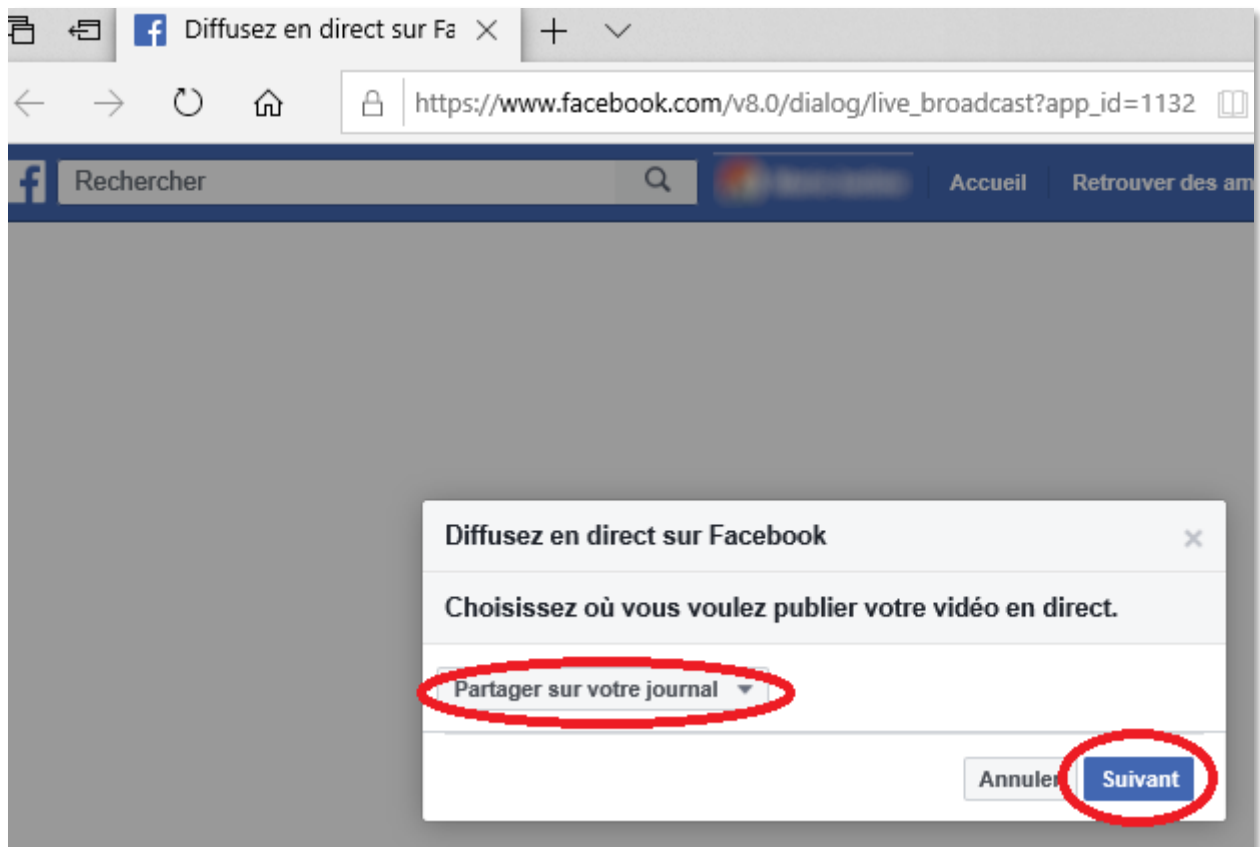 Diffusez en direct sur Fa
https://www.facebook.com/v8.0/dialog/live_broadcast?app_id=1132
f Rechercher Accueil Retrouver des am
Diffusez en direct sur Facebook
Choisissez où vous voulez publier votre vidéo en direct.
Partager sur votre journal
Annuler Suivant